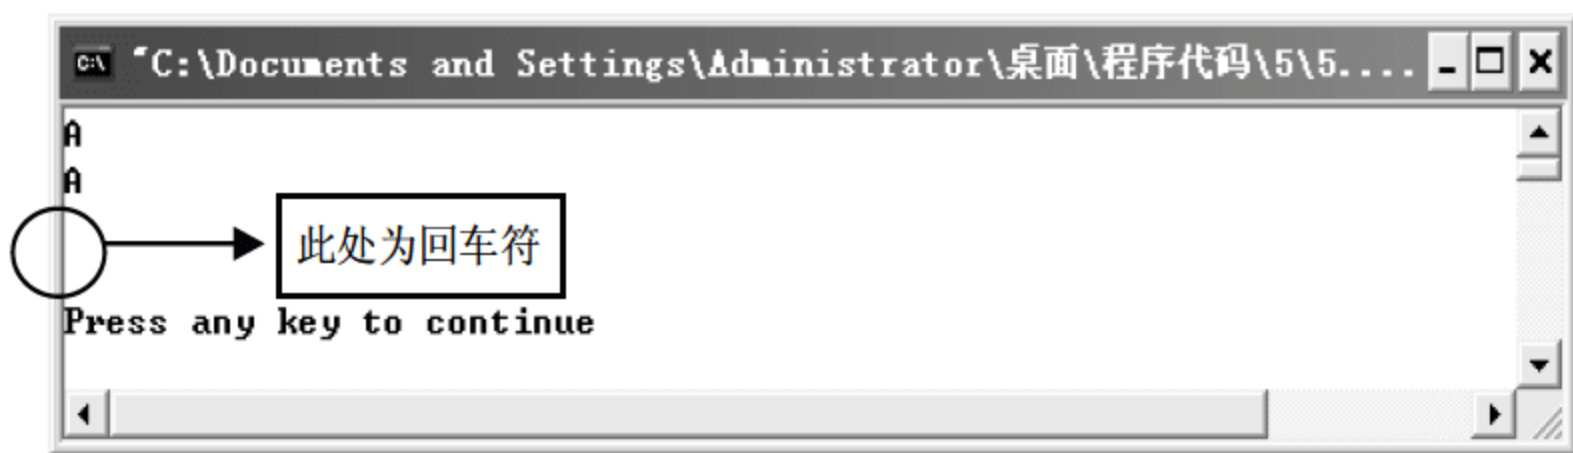 "C:\Documents and Settings\Administrator\桌面\程序代码\5\5....
A
A
此处为回车符
Press any key to continue